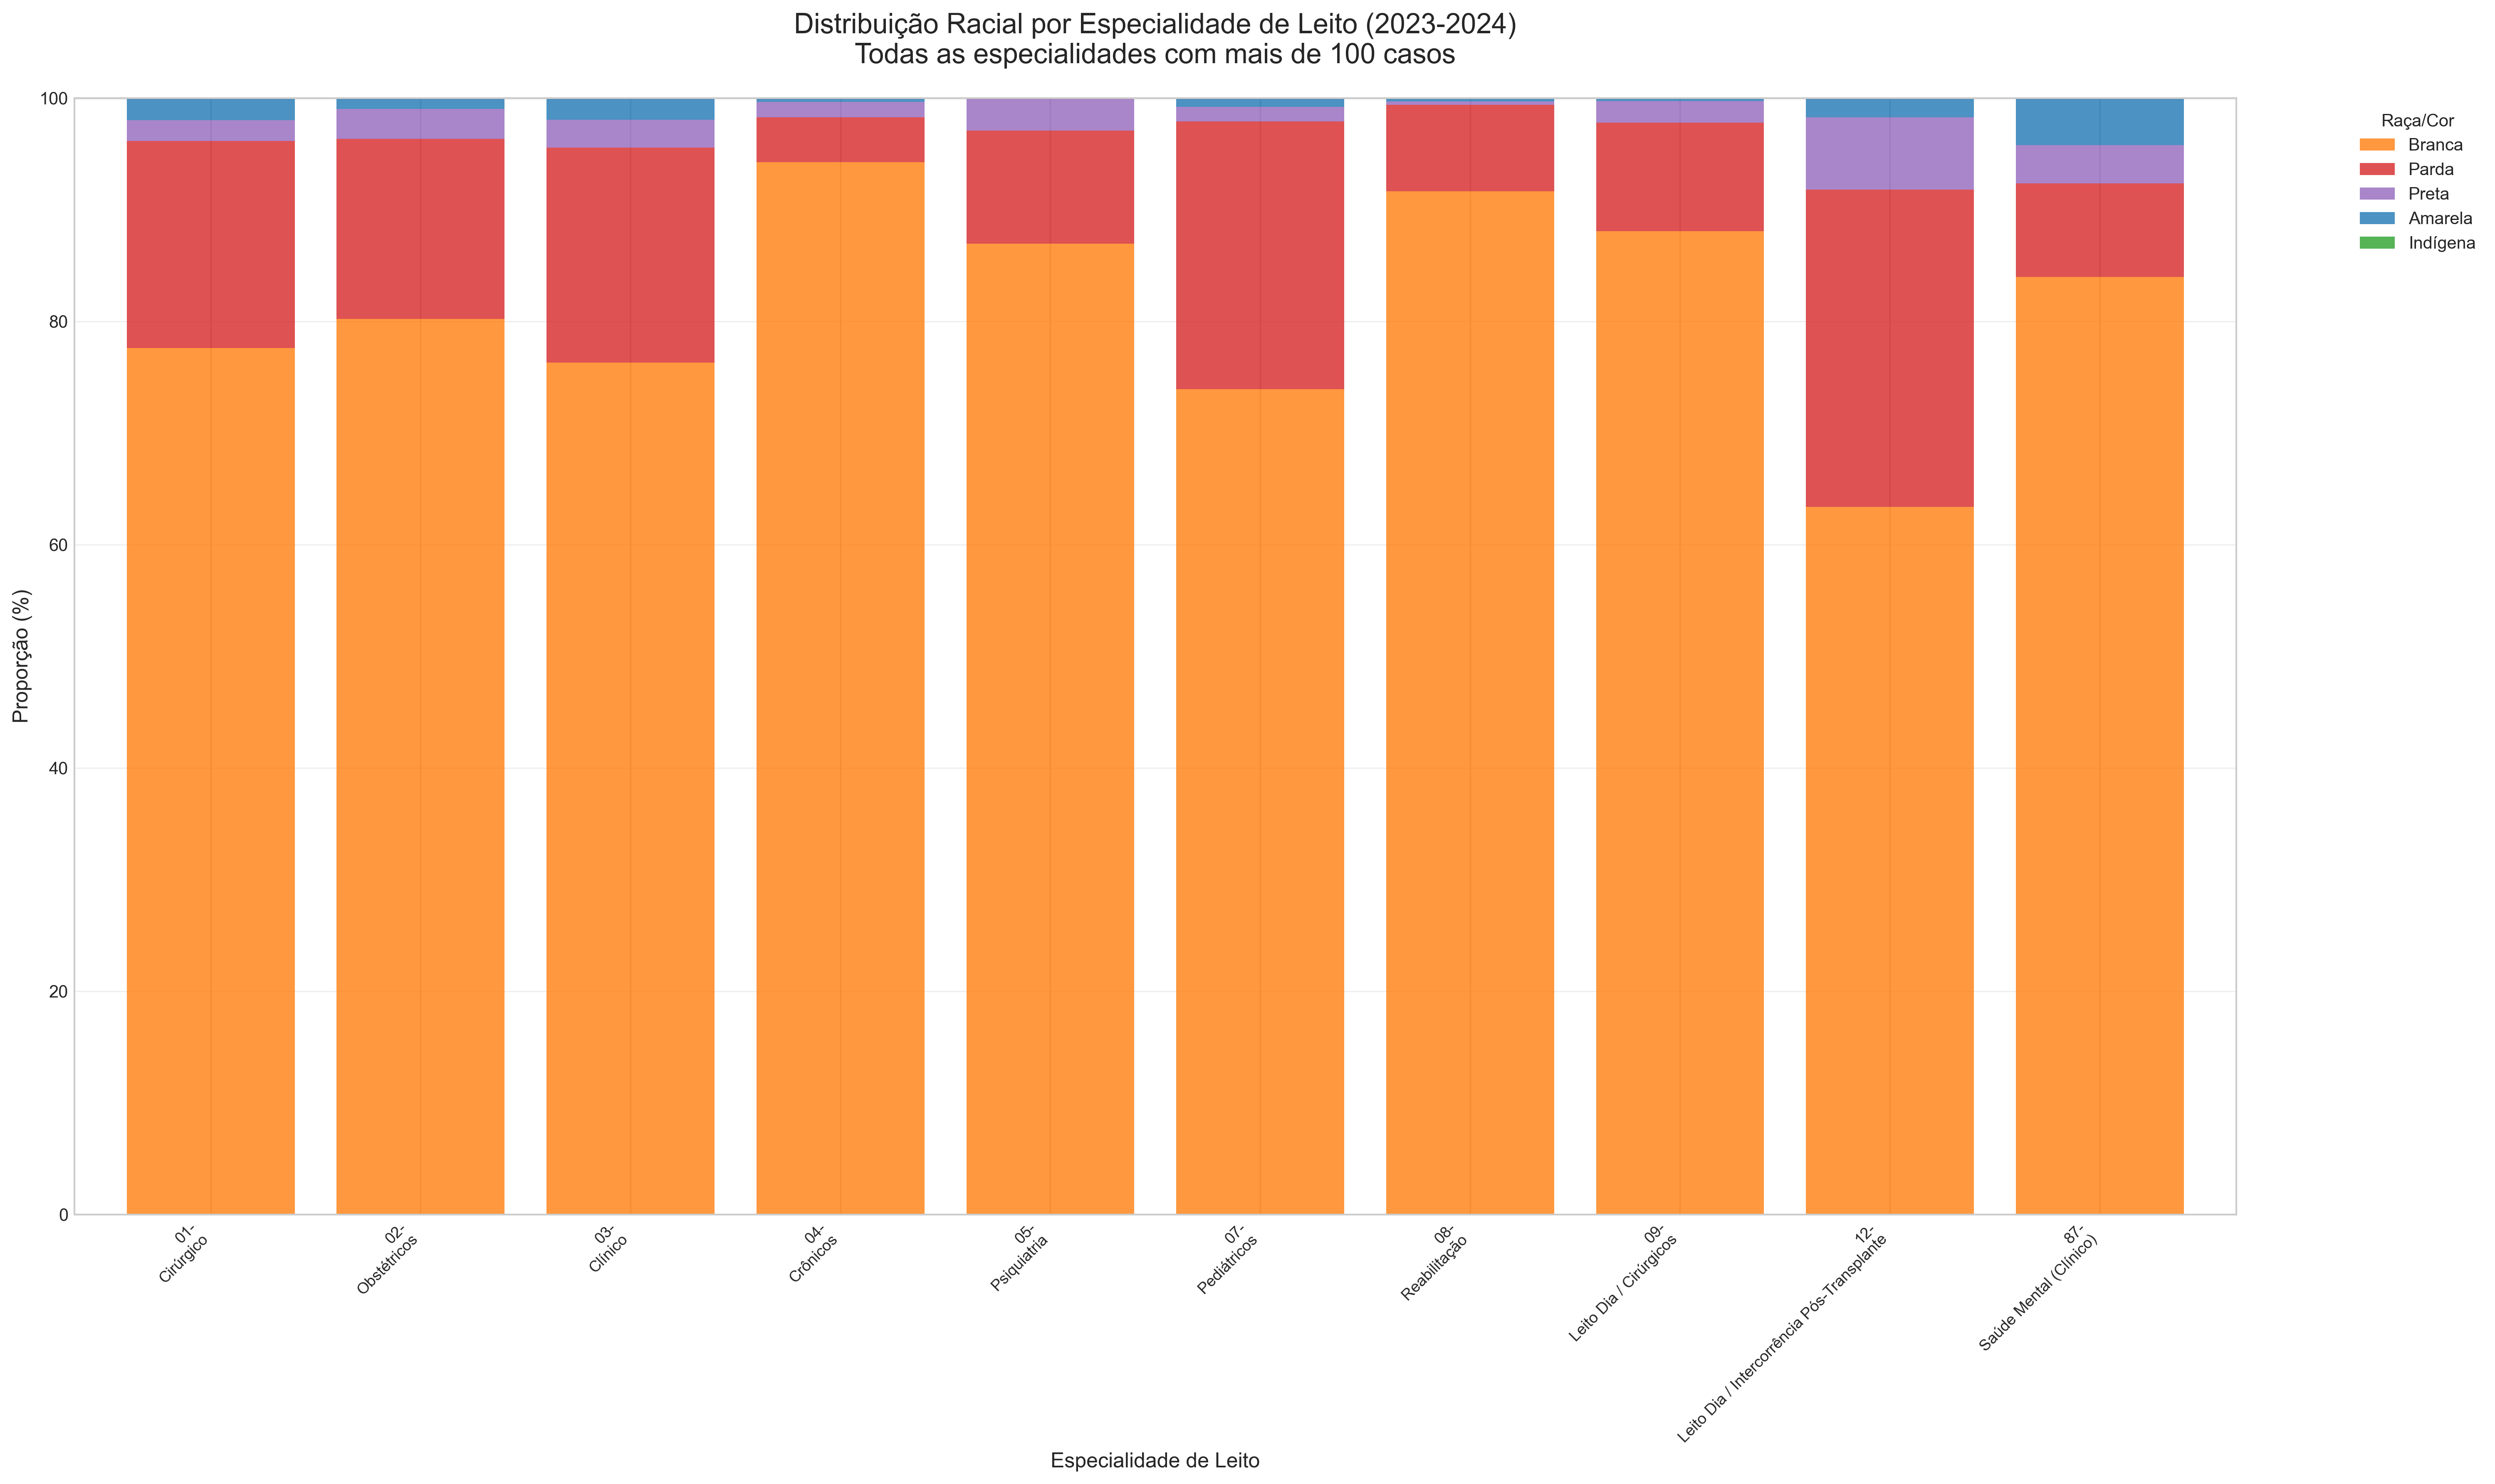 Distribuição Racial por Especialidade de Leito (2023-2024)
Todas as especialidades com mais de 100 casos
Raça/Cor
Branca
Parda
Preta
Amarela
Indígena
Proporção (%)
100
80
60
40
20
0
01-
Cirúrgico
02-
Obstétricos
03-
Clínico
04-
Crônicos
05-
Psiquiatria
07-
Pediátricos
08-
Reabilitação
09-
Leito Dia / Cirúrgicos
12-
Leito Dia / Intercorrência Pós-Transplante
87-
Saúde Mental (Clínico)
Especialidade de Leito